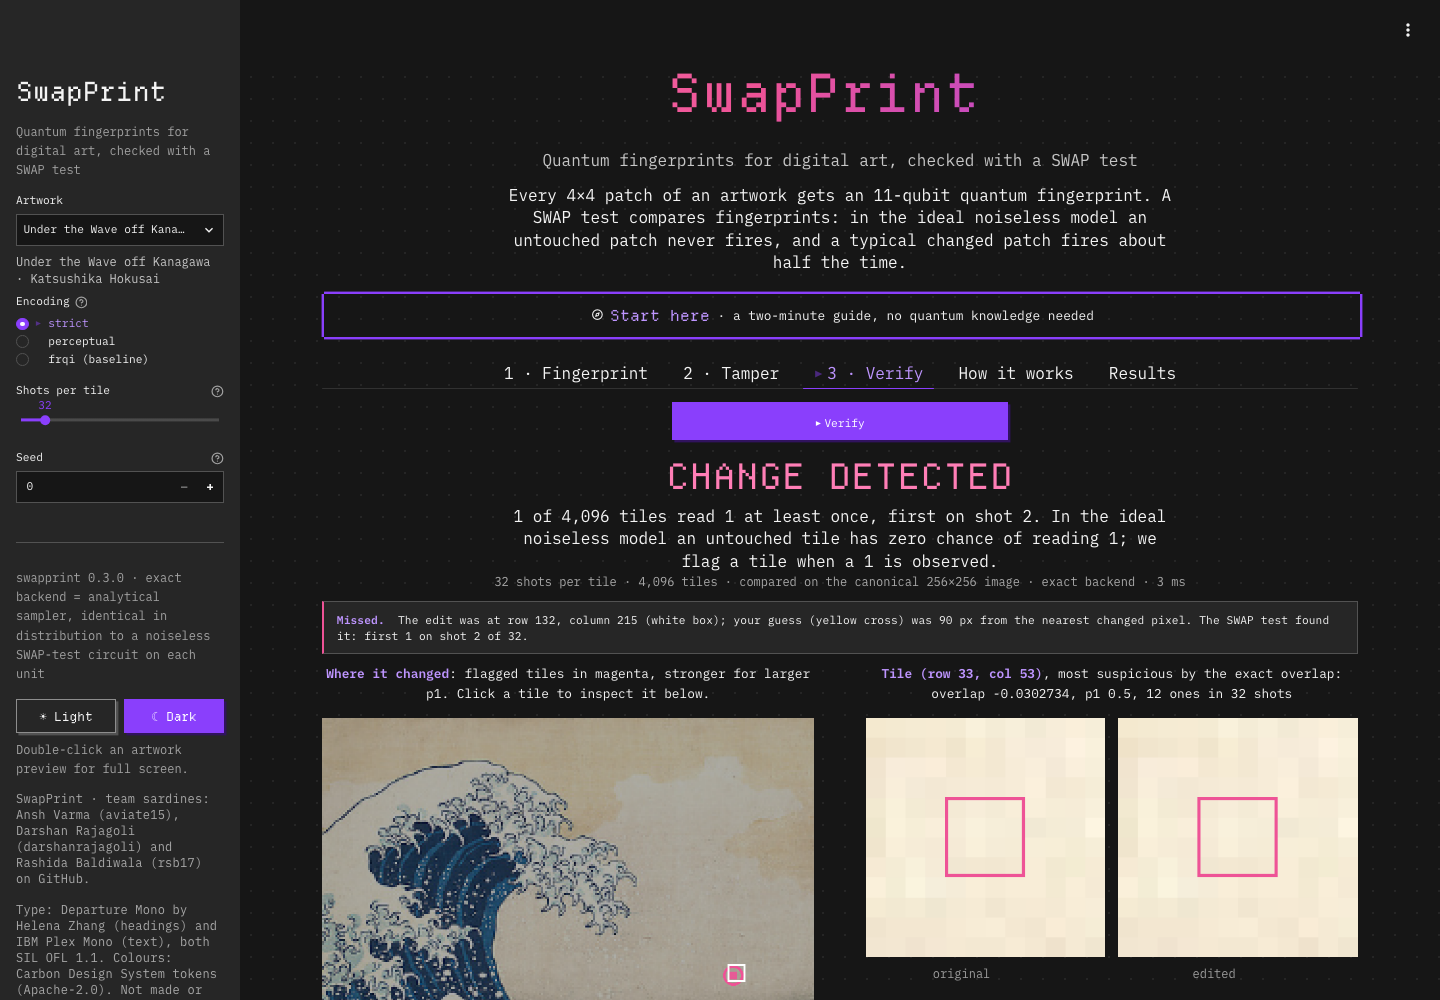 SwapPrint
Quantum fingerprints for
digital art, checked with a
SWAP test
Artwork
Under the Wave off Kana…
Under the Wave off Kanagawa
· Katsushika Hokusai
Encoding
strict
perceptual
frqi (baseline)
Shots per tile
32
Seed
0
swapprint 0.3.0 · exact
backend = analytical
sampler, identical in
distribution to a noiseless
SWAP-test circuit on each
unit
☀ Light
☾ Dark
Double-click an artwork
preview for full screen.
SwapPrint · team sardines:
Ansh Varma (aviate15),
Darshan Rajagoli
(darshanrajagoli) and
Rashida Baldiwala (rsb17)
on GitHub.
Type: Departure Mono by
Helena Zhang (headings) and
IBM Plex Mono (text), both
SIL OFL 1.1. Colours:
Carbon Design System tokens
(Apache-2.0). Not made or
SwapPrint
Quantum fingerprints for digital art, checked with a SWAP test
Every 4×4 patch of an artwork gets an 11-qubit quantum fingerprint. A
SWAP test compares fingerprints: in the ideal noiseless model an
untouched patch never fires, and a typical changed patch fires about
half the time.
Start here · a two-minute guide, no quantum knowledge needed
1 · Fingerprint
2 · Tamper
▸ 3 · Verify
How it works
Results
▸ Verify
CHANGE DETECTED
1 of 4,096 tiles read 1 at least once, first on shot 2. In the ideal
noiseless model an untouched tile has zero chance of reading 1; we
flag a tile when a 1 is observed.
32 shots per tile · 4,096 tiles · compared on the canonical 256×256 image · exact backend · 3 ms
Missed. The edit was at row 132, column 215 (white box); your guess (yellow cross) was 90 px from the nearest changed pixel. The SWAP test found
it: first 1 on shot 2 of 32.
Where it changed: flagged tiles in magenta, stronger for larger
p1. Click a tile to inspect it below.
Tile (row 33, col 53), most suspicious by the exact overlap:
overlap -0.0302734, p1 0.5, 12 ones in 32 shots
original
edited